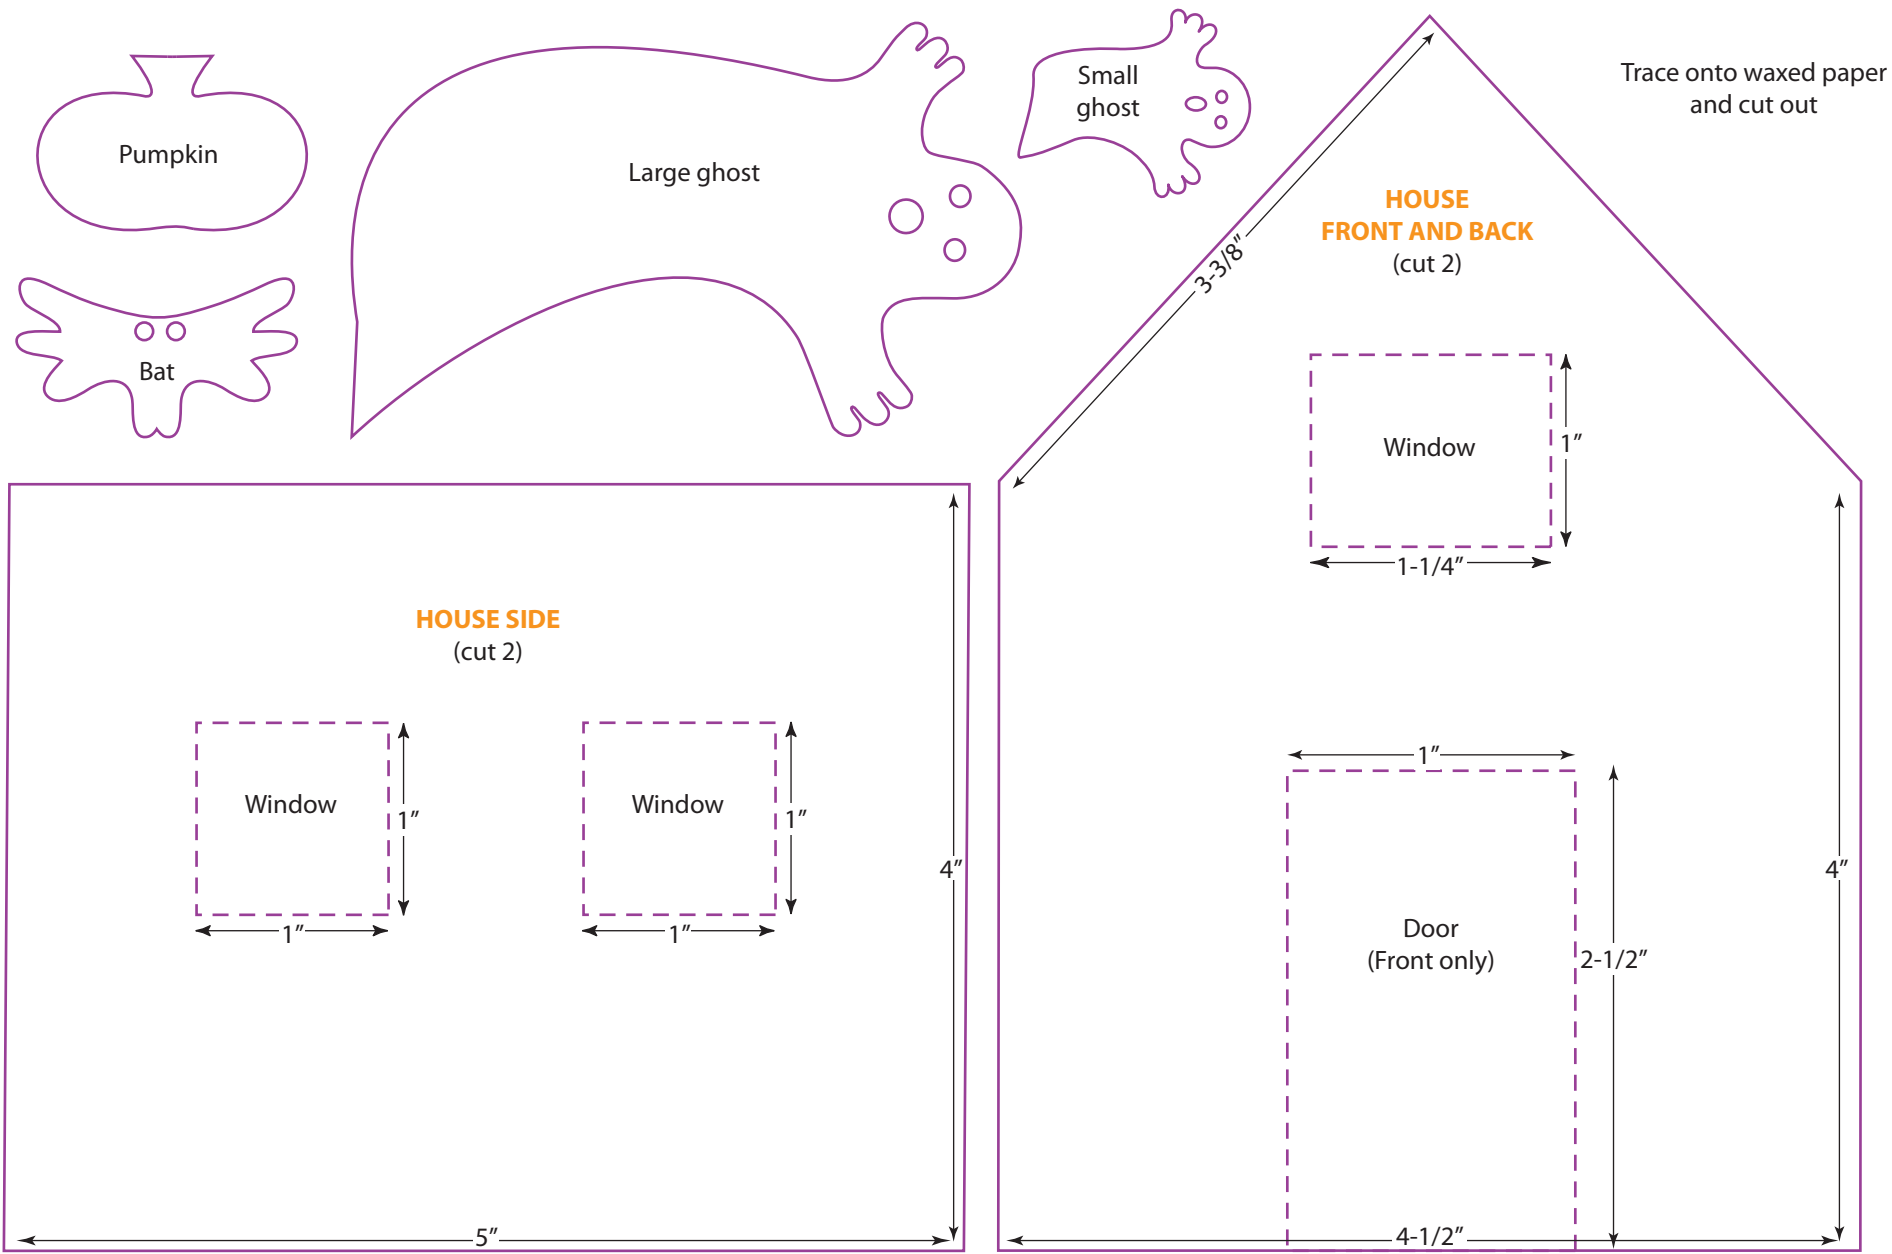 Pumpkin
Large ghost
Small
ghost
Trace onto waxed paper
and cut out
Bat
HOUSE
FRONT AND BACK
(cut 2)
3-3/8”
Window
1”
1-1/4”
HOUSE SIDE
(cut 2)
Window
1”
1”
Window
1”
1”
4”
5”
1”
Door
(Front only)
2-1/2”
4”
4-1/2”